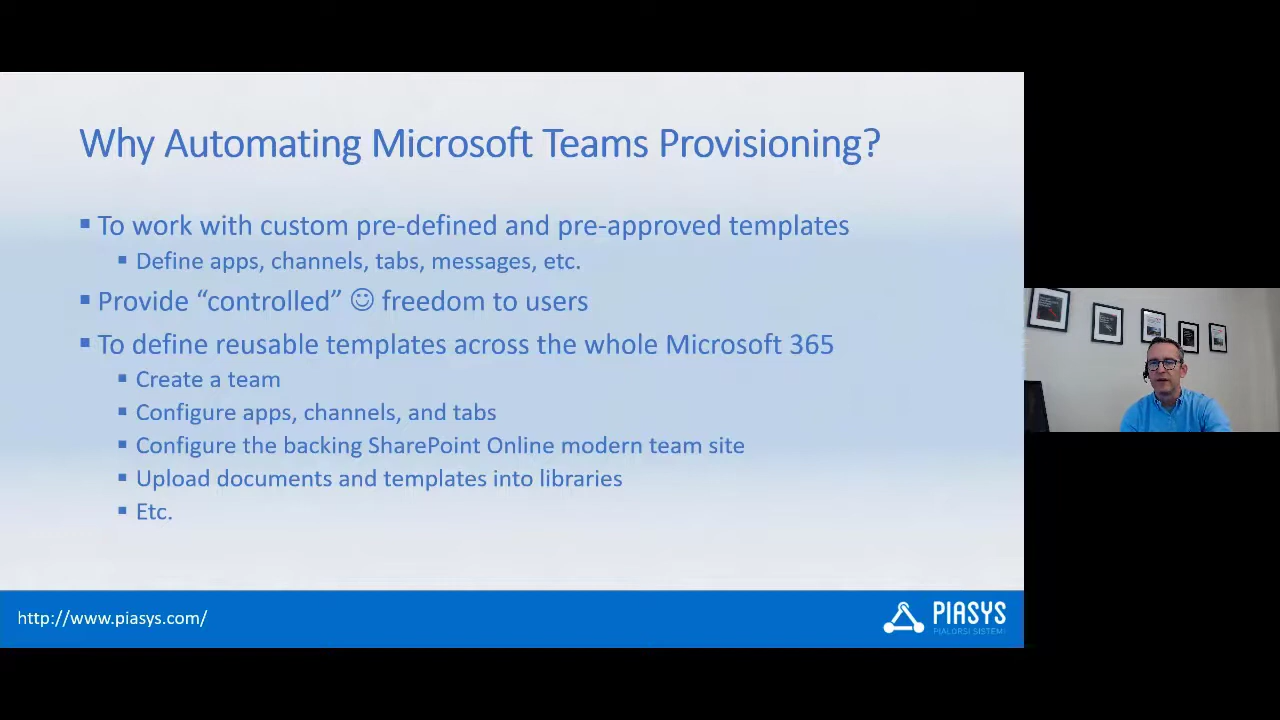 Why Automating Microsoft Teams Provisioning?
▪ To work with custom pre-defined and pre-approved templates
▪ Define apps, channels, tabs, messages, etc.
▪ Provide “controlled” ☺ freedom to users
▪ To define reusable templates across the whole Microsoft 365
▪ Create a team
▪ Configure apps, channels, and tabs
▪ Configure the backing SharePoint Online modern team site
▪ Upload documents and templates into libraries
▪ Etc.
http://www.piasys.com/
PIASYS
PIALORSI SISTEMI